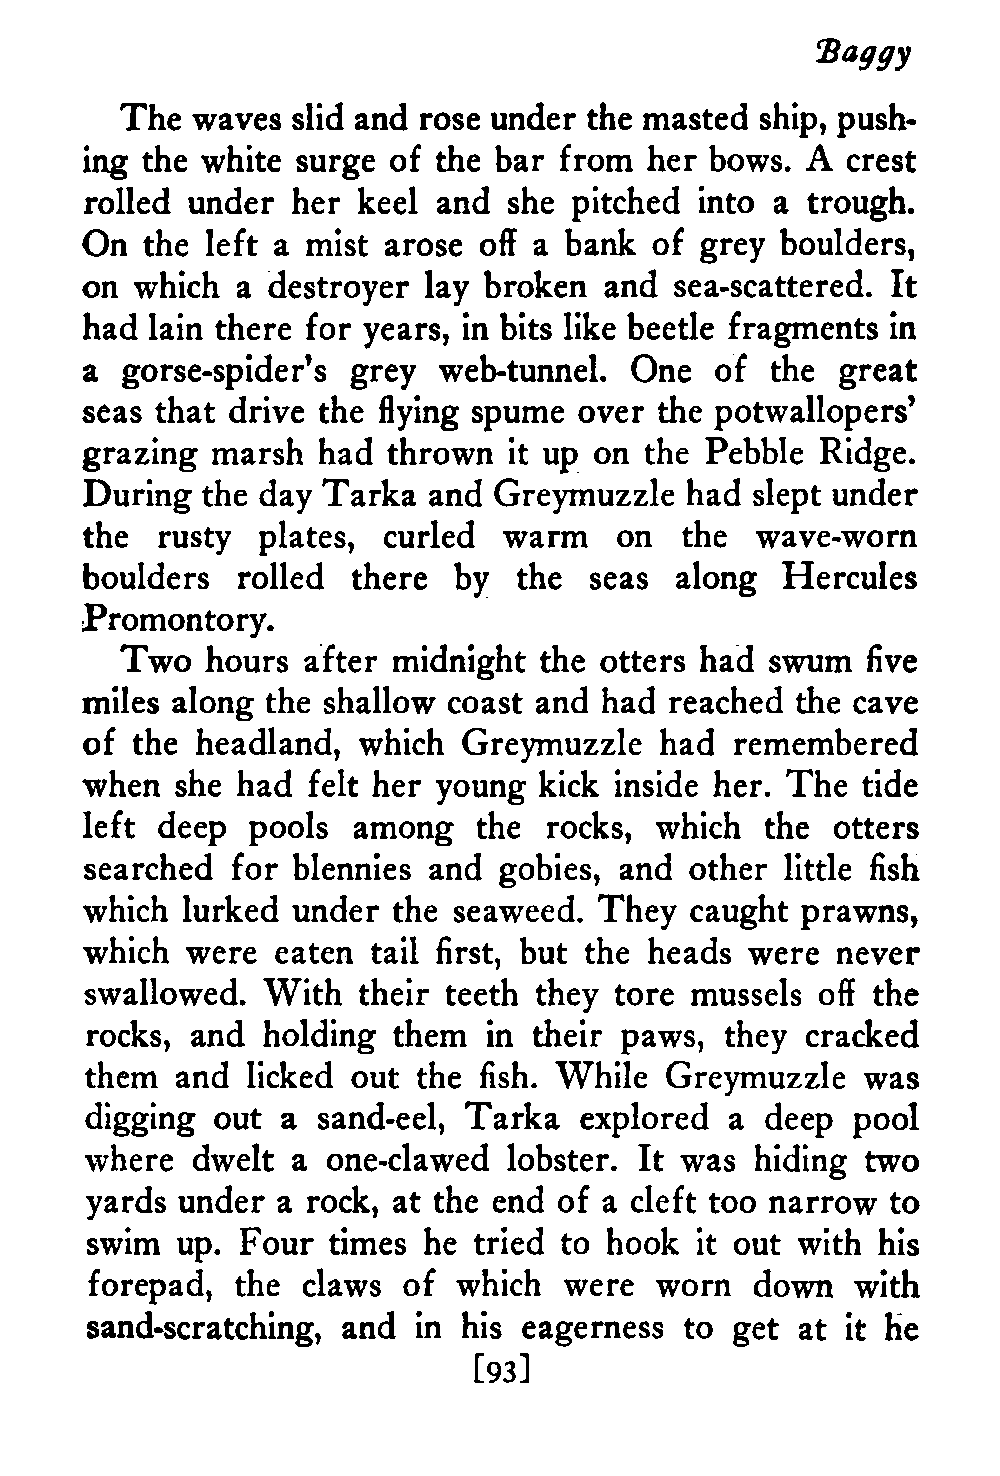 Baggy
The waves slid and rose under the masted ship, push-
ing the white surge of the bar from her bows. A crest
rolled under her keel and she pitched into a trough.
On the left a mist arose off a bank of grey boulders,
on which a destroyer lay broken and sea-scattered. It
had lain there for years, in bits like beetle fragments in
a gorse-spider's grey web-tunnel. One of the great
seas that drive the flying spume over the potwallopers'
grazing marsh had thrown it up on the Pebble Ridge.
During the day Tarka and Greymuzzle had slept under
the rusty plates, curled warm on the wave-worn
boulders rolled there by the seas along Hercules
Promontory.
Two hours after midnight the otters had swum five
miles along the shallow coast and had reached the cave
of the headland, which Greymuzzle had remembered
when she had felt her young kick inside her. The tide
left deep pools among the rocks, which the otters
searched for blennies and gobies, and other little fish
which lurked under the seaweed. They caught prawns,
which were eaten tail first, but the heads were never
swallowed. With their teeth they tore mussels off the
rocks, and holding them in their paws, they cracked
them and licked out the fish. While Greymuzzle was
digging out a sand-eel, Tarka explored a deep pool
where dwelt a one-clawed lobster. It was hiding two
yards under a rock, at the end of a cleft too narrow to
swim up. Four times he tried to hook it out with his
forepad, the claws of which were worn down with
sand-scratching, and in his eagerness to get at it he
[93]